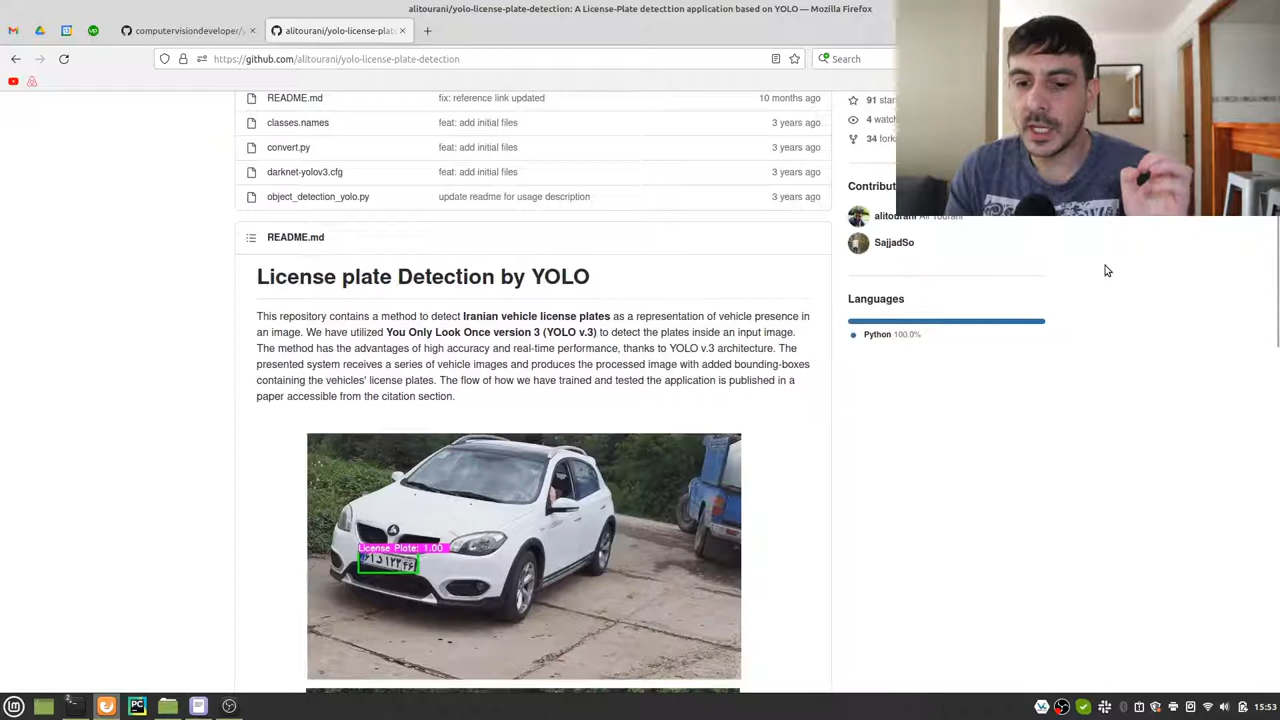 alitourani/yolo-license-plate-detection: A License-Plate detecttion application based on YOLO — Mozilla Firefox
computervisiondeveloper/
alitourani/yolo-license-plat
https://github.com/alitourani/yolo-license-plate-detection
Search
README.md fix: reference link updated 10 months ago
91 star
classes.names feat: add initial files 3 years ago
4 watch
convert.py feat: add initial files 3 years ago
34 fork
darknet-yolov3.cfg feat: add initial files 3 years ago
Contribut
object_detection_yolo.py update readme for usage description 3 years ago
alitourani Ali Tourani
README.md
SajjadSo
License plate Detection by YOLO
Languages
Python 100.0%
This repository contains a method to detect Iranian vehicle license plates as a representation of vehicle presence in
an image. We have utilized You Only Look Once version 3 (YOLO v.3) to detect the plates inside an input image.
The method has the advantages of high accuracy and real-time performance, thanks to YOLO v.3 architecture. The
presented system receives a series of vehicle images and produces the processed image with added bounding-boxes
containing the vehicles' license plates. The flow of how we have trained and tested the application is published in a
paper accessible from the citation section.
License Plate: 1.00
15:53